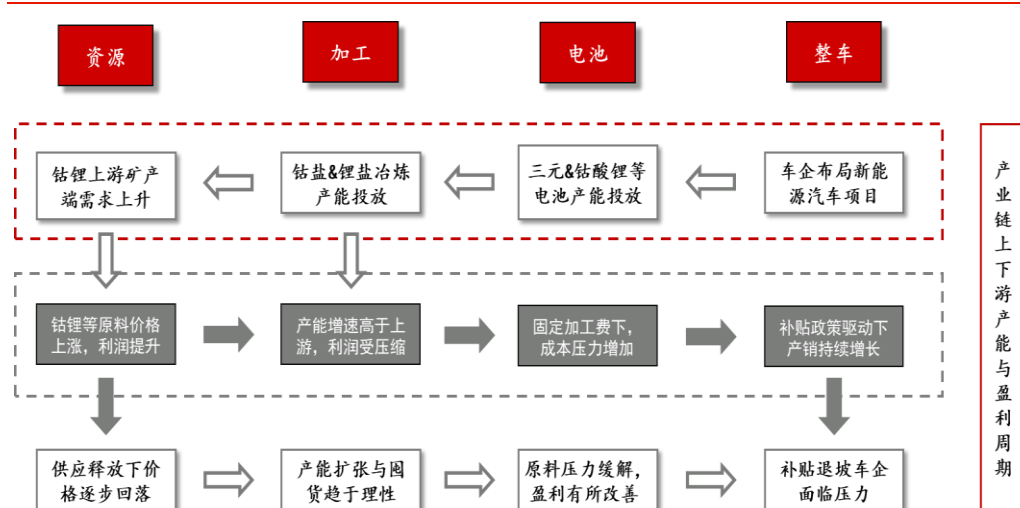 资源
加工
电池
整车
钴锂上游矿产
端需求上升
钴盐&锂盐冶炼
产能投放
三元&钴酸锂等
电池产能投放
车企布局新能
源汽车项目
钴锂等原料价格
上涨，利润提升
产能增速高于上
游，利润受压缩
固定加工费下，
成本压力增加
补贴政策驱动下
产销持续增长
供应释放下价
格逐步回落
产能扩张与囤
货趋于理性
原料压力缓解，
盈利有所改善
补贴退坡车企
面临压力
产业链上下游产能与盈利周期